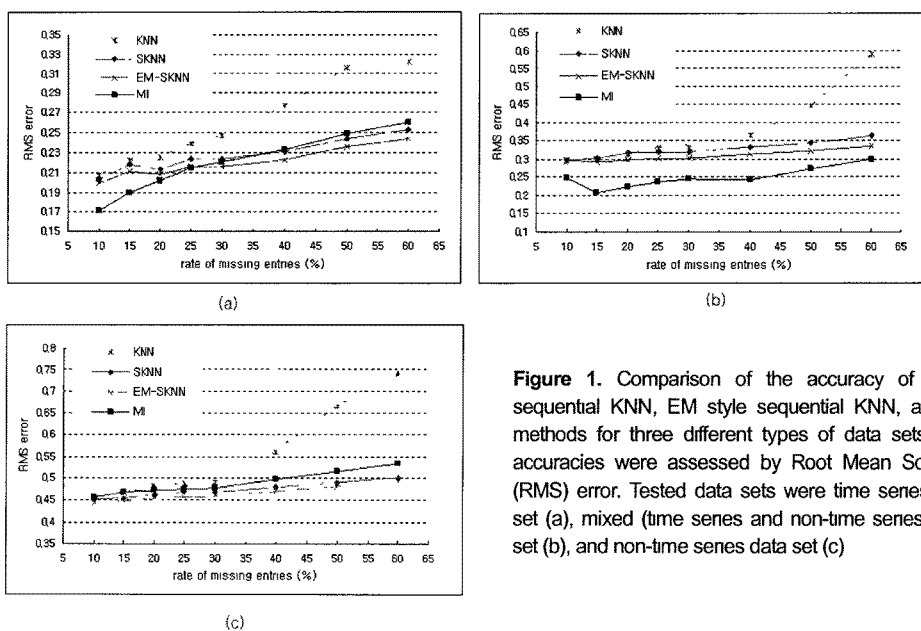 0,35
0,33
0,31
0,29
0,27
0,25
0,23
0,21
0,19
0,17
0,15
RMS error
KNN
SKNN
EM-SKNN
MI
5 10 15 20 25 30 35 40 45 50 55 60 65
rate of missing entries (%)
(a)
0,65
0,6
0,55
0,5
0,45
0,4
0,35
0,3
0,25
0,2
0,15
0,1
RMS error
KNN
SKNN
EM-SKNN
MI
5 10 15 20 25 30 35 40 45 50 55 60 65
rate of missing entries (%)
(b)
0,8
0,75
0,7
0,65
0,6
0,55
0,5
0,45
0,4
0,35
RMS error
KNN
SKNN
EM-SKNN
MI
5 10 15 20 25 30 35 40 45 50 55 60 65
rate of missing entries (%)
(c)
Figure 1. Comparison of the accuracy of
sequential KNN, EM style sequential KNN, a
methods for three different types of data sets
accuracies were assessed by Root Mean Sc
(RMS) error. Tested data sets were time series
set (a), mixed (time series and non-time series
set (b), and non-time series data set (c)